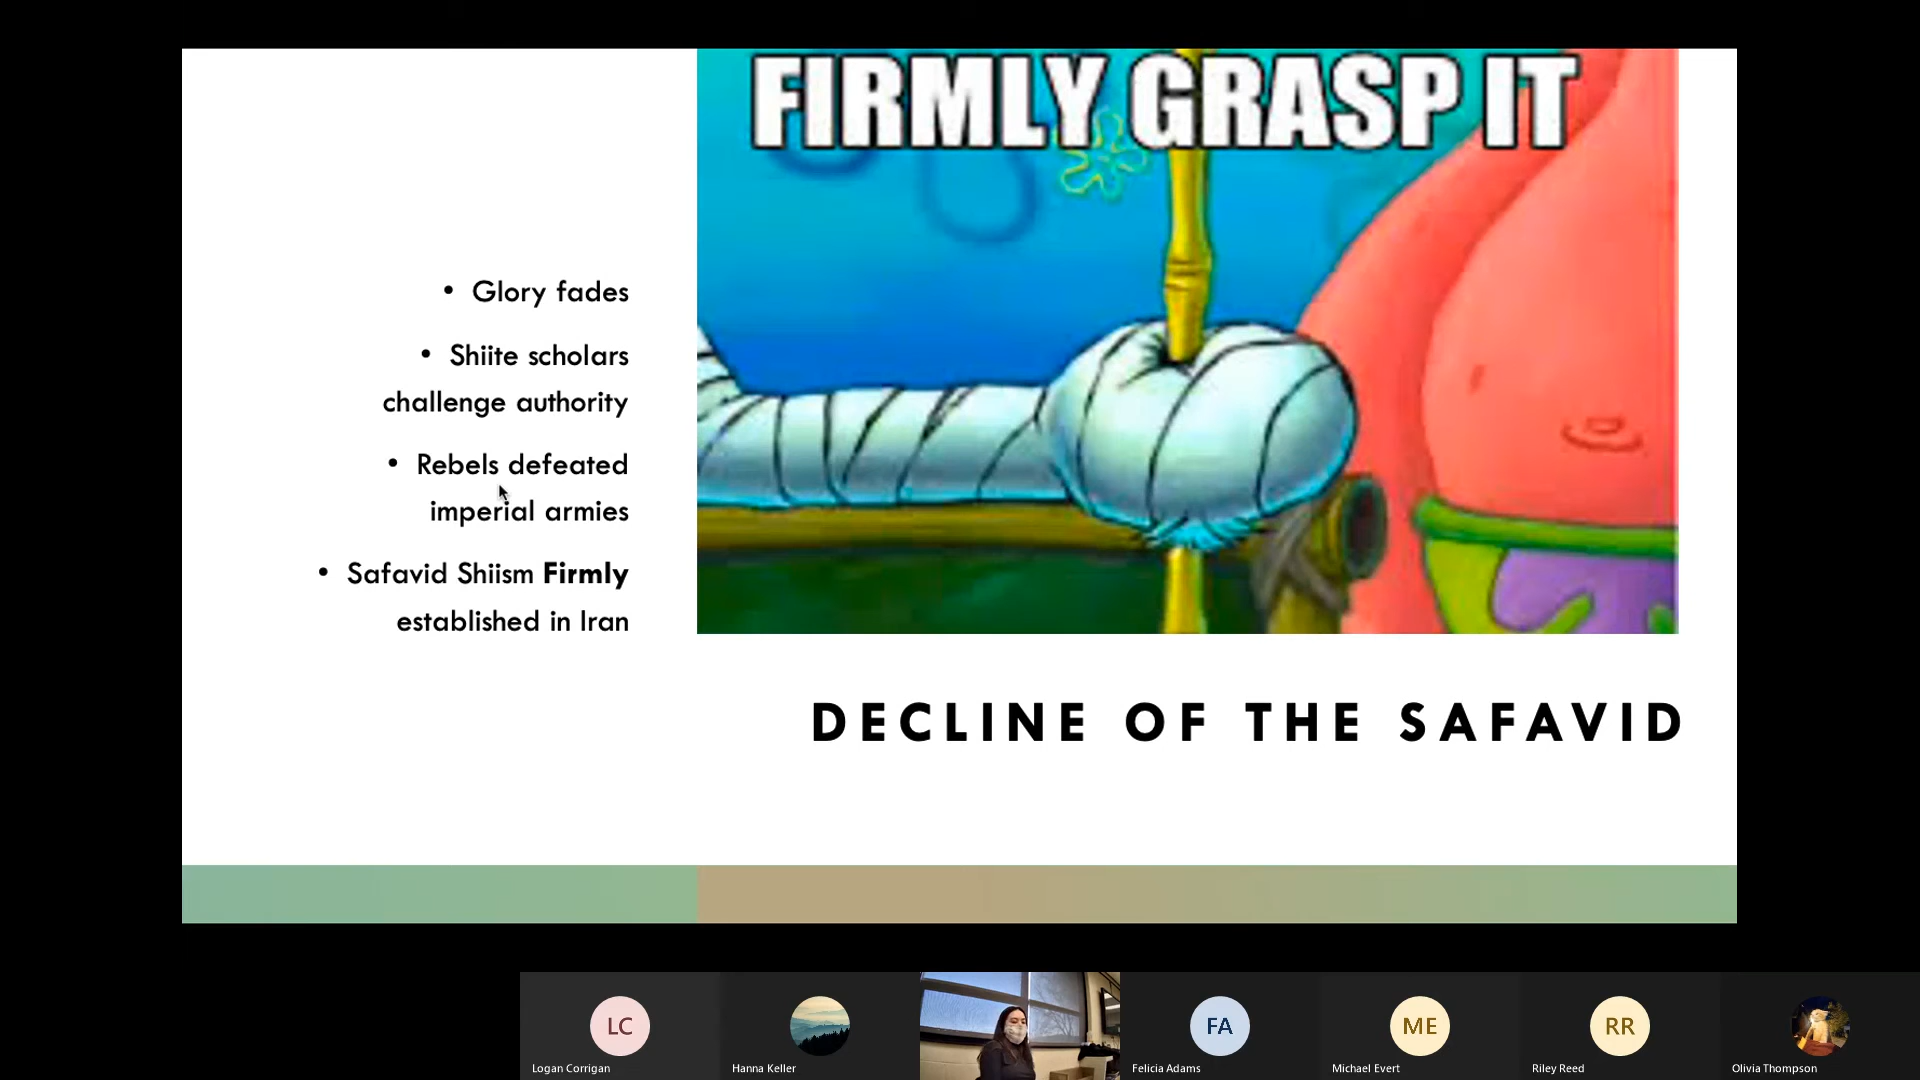 FIRMLY GRASP IT
• Glory fades
• Shiite scholars
challenge authority
• Rebels defeated
imperial armies
• Safavid Shiism Firmly
established in Iran
DECLINE OF THE SAFAVID
LC
FA
ME
RR
Logan Corrigan
Hanna Keller
Felicia Adams
Michael Evert
Riley Reed
Olivia Thompson